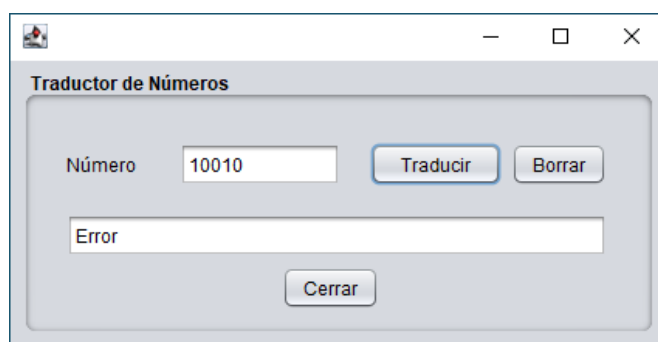 Traductor de Números
Número 10010 Traducir Borrar
Error
Cerrar